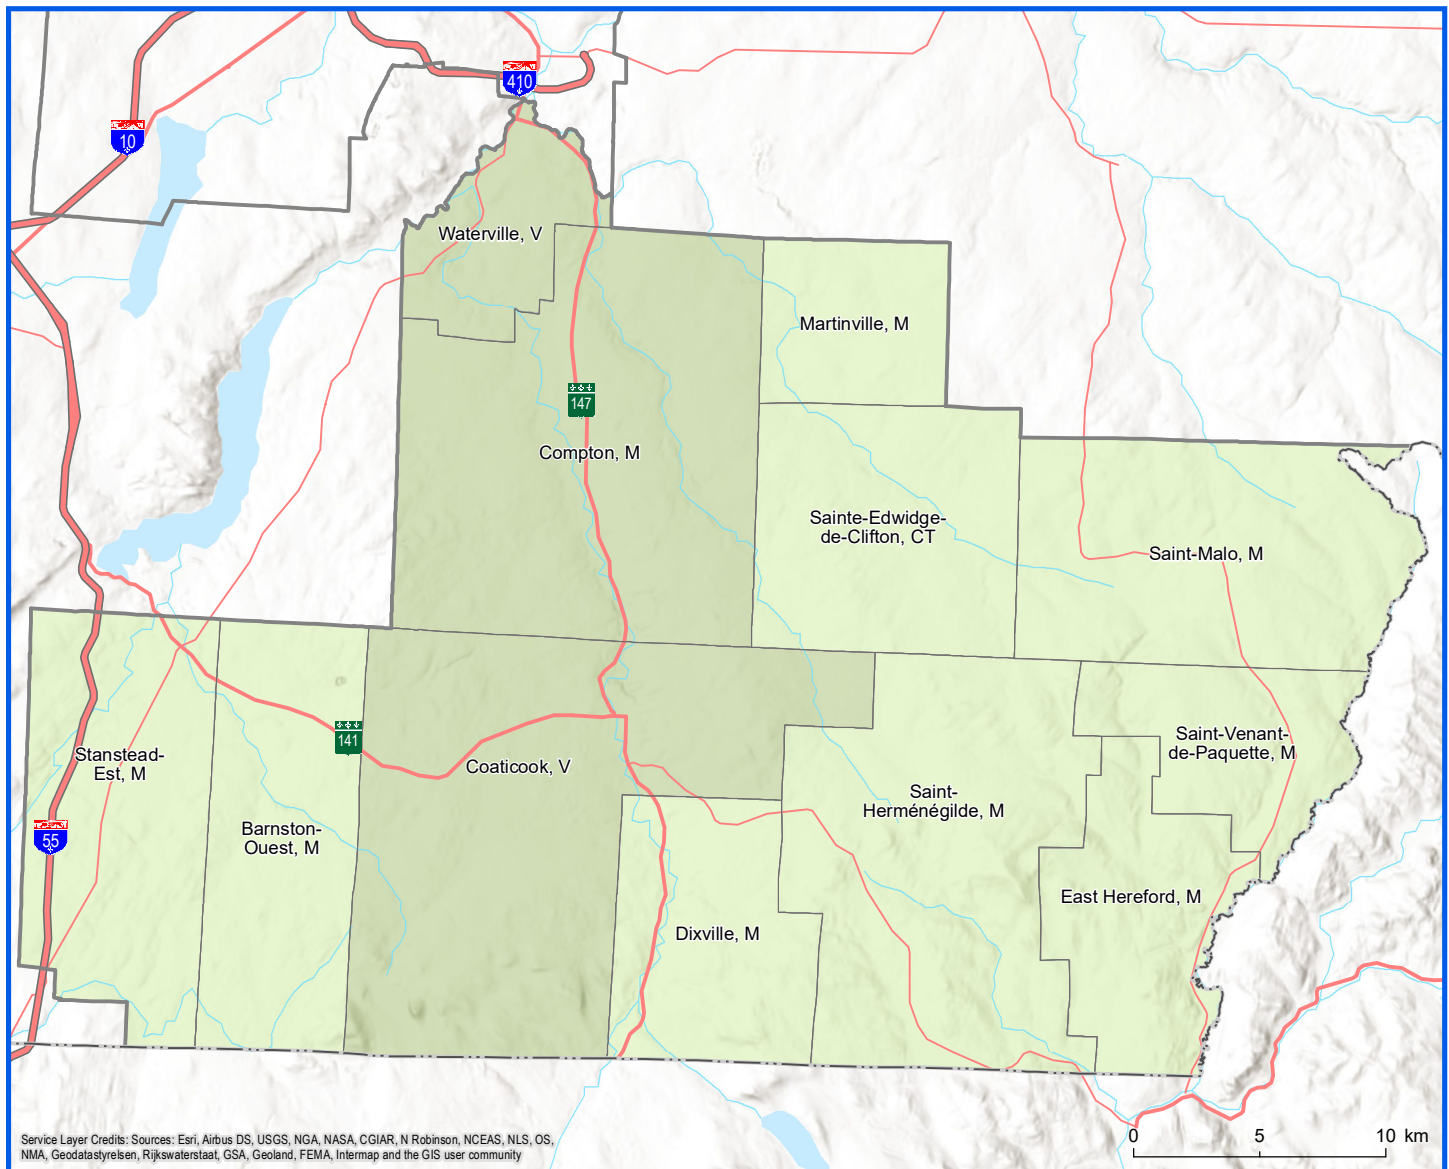 410
10
Waterville, V
Martinville, M
147
Compton, M
Sainte-Edwidge-
de-Clifton, CT
Saint-Malo, M
141
Stanstead-
Est, M
Coaticook, V
Saint-Venant-
de-Paquette, M
Saint-
Herménégilde, M
55
Barnston-
Ouest, M
East Hereford, M
Dixville, M
0 5 10 km
Service Layer Credits: Sources: Esri, Airbus DS, USGS, NGA, NASA, CGIAR, N Robinson, NCEAS, NLS, OS,
NMA, Geodatastyrelsen, Rijkswaterstaat, GSA, Geoland, FEMA, Intermap and the GIS user community